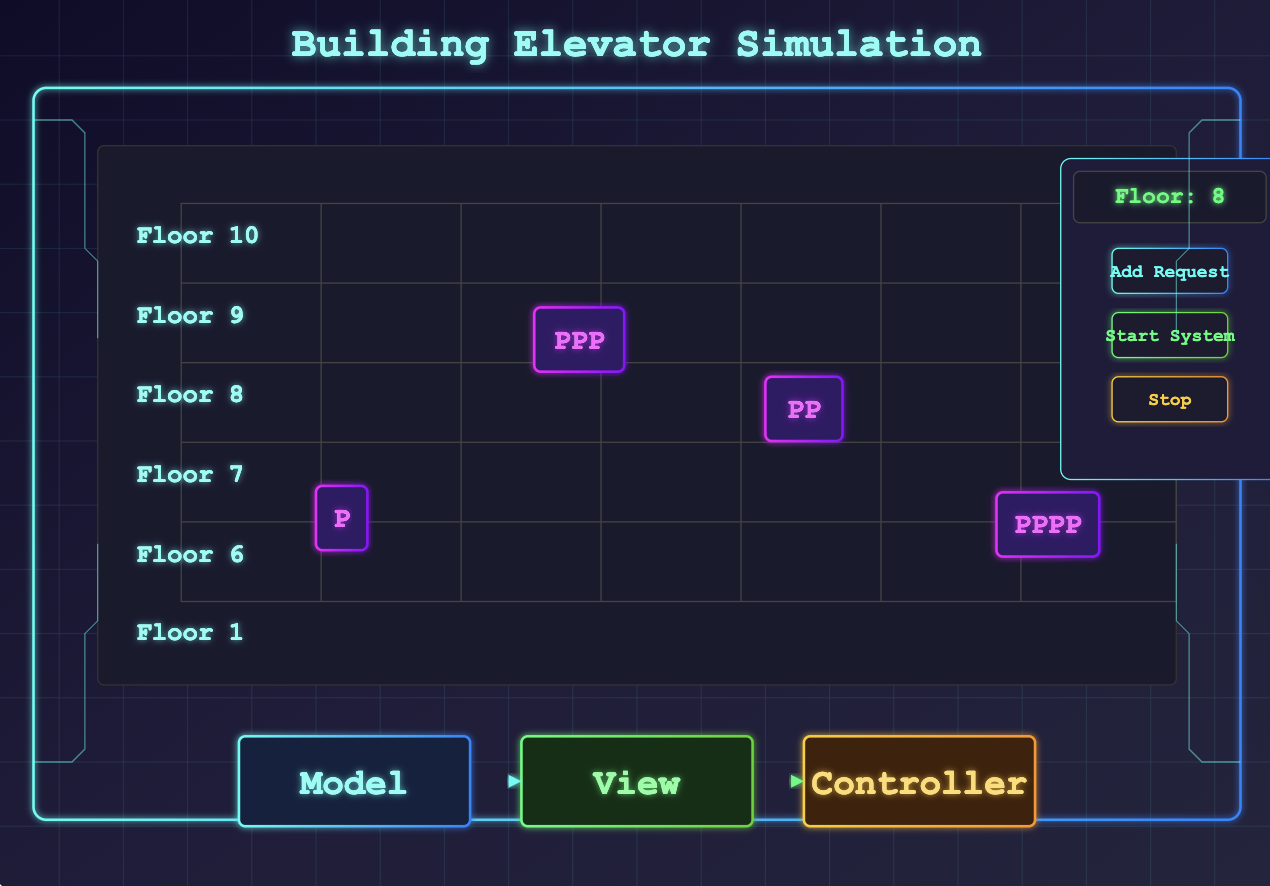 Building Elevator Simulation
Floor: 8
Floor 10
Add Request
Floor 9
Start System
PPP
Floor 8
Stop
PP
Floor 7
P
PPPP
Floor 6
Floor 1
Model
View
Controller